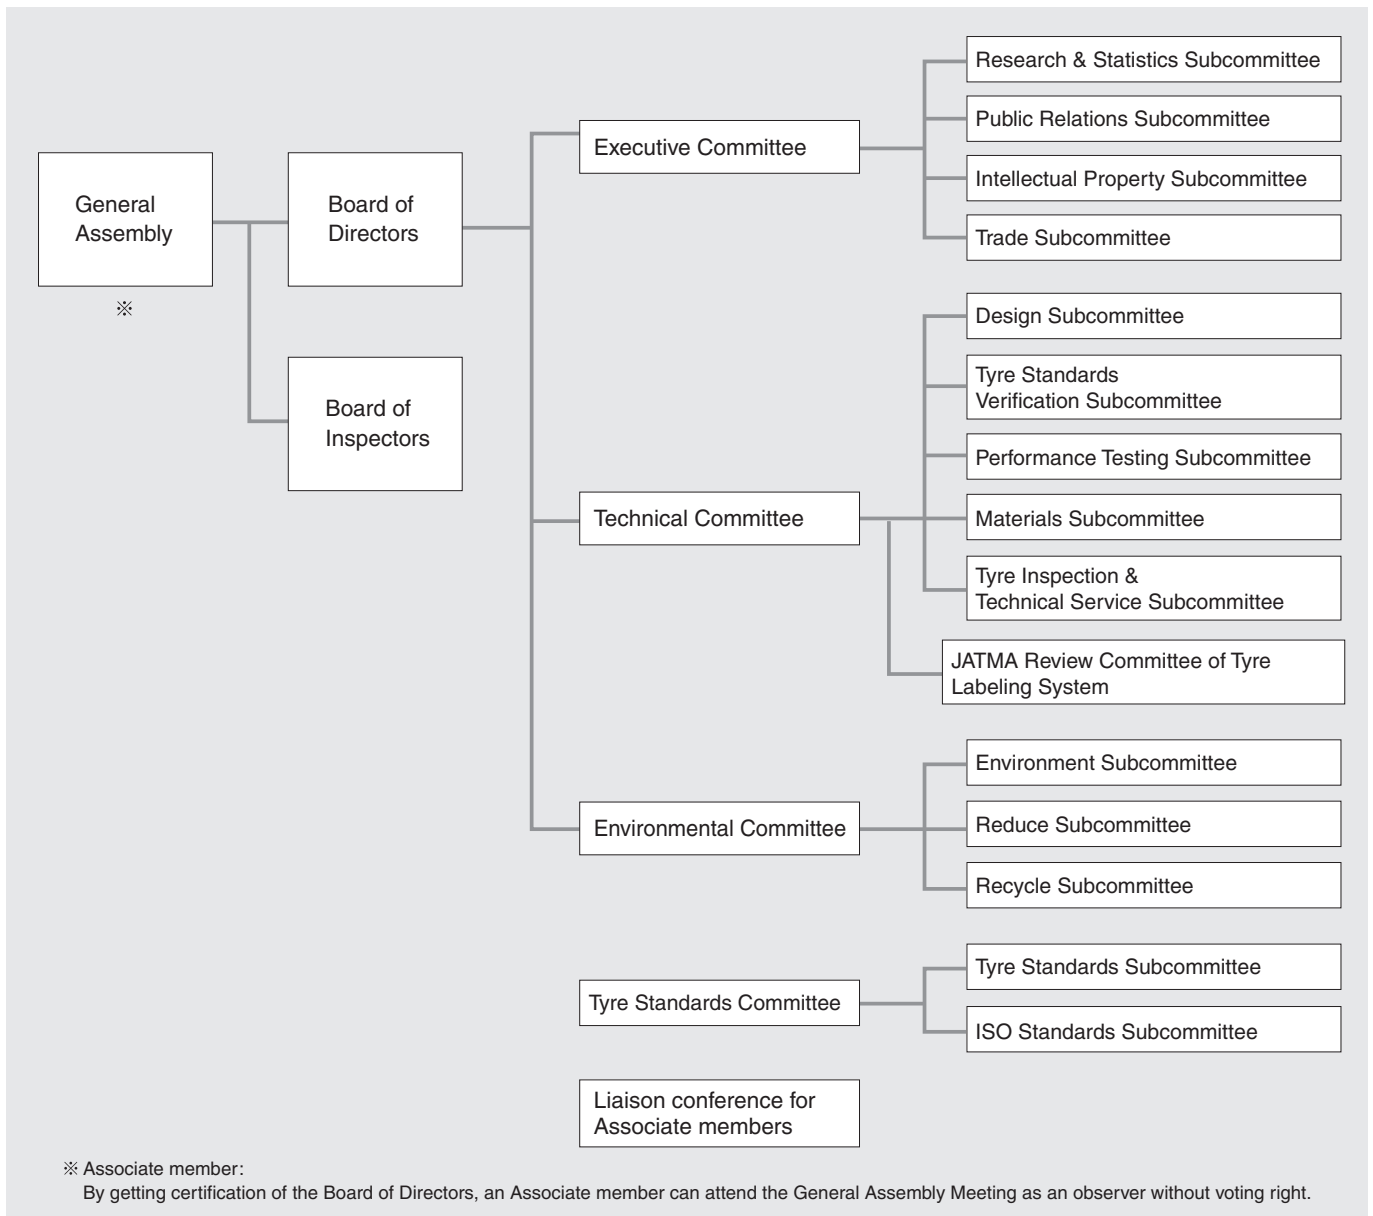 General
Assembly
※
Board of
Directors
Board of
Inspectors
Executive Committee
Research & Statistics Subcommittee
Public Relations Subcommittee
Intellectual Property Subcommittee
Trade Subcommittee
Technical Committee
Design Subcommittee
Tyre Standards
Verification Subcommittee
Performance Testing Subcommittee
Materials Subcommittee
Tyre Inspection &
Technical Service Subcommittee
JATMA Review Committee of Tyre
Labeling System
Environmental Committee
Environment Subcommittee
Reduce Subcommittee
Recycle Subcommittee
Tyre Standards Committee
Tyre Standards Subcommittee
ISO Standards Subcommittee
Liaison conference for
Associate members
※ Associate member:
By getting certification of the Board of Directors, an Associate member can attend the General Assembly Meeting as an observer without voting right.